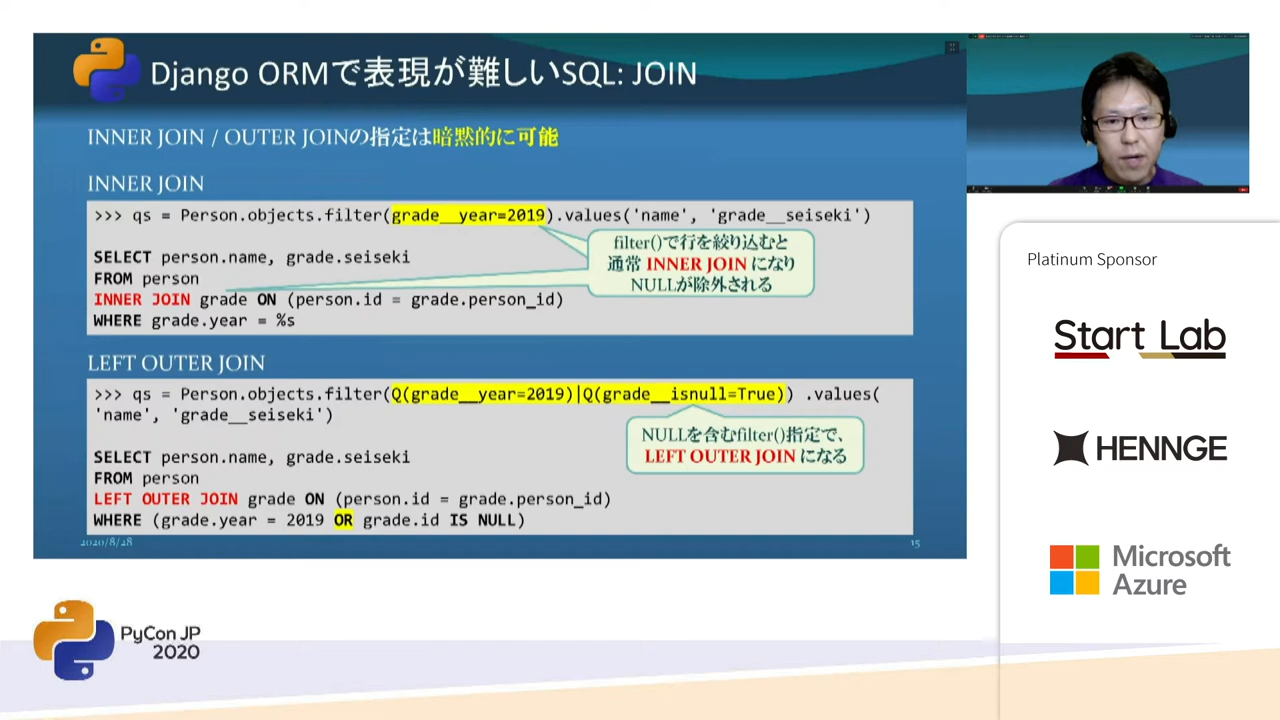 Django ORMで表現が難しいSQL: JOIN
INNER JOIN / OUTER JOINの指定は暗黙的に可能
INNER JOIN
>>> qs = Person.objects.filter(grade__year=2019).values('name', 'grade__seiseki')
SELECT person.name, grade.seiseki
FROM person
INNER JOIN grade ON (person.id = grade.person_id)
WHERE grade.year = %s
filter()で行を絞り込むと
通常 INNER JOIN になり
NULLが除外される
LEFT OUTER JOIN
>>> qs = Person.objects.filter(Q(grade__year=2019)|Q(grade__isnull=True)) .values(
'name', 'grade__seiseki')
SELECT person.name, grade.seiseki
FROM person
LEFT OUTER JOIN grade ON (person.id = grade.person_id)
WHERE (grade.year = 2019 OR grade.id IS NULL)
NULLを含むfilter()指定で、
LEFT OUTER JOIN になる
2020/8/28
15
Platinum Sponsor
Start Lab
HENNGE
Microsoft
Azure
PyCon JP
2020